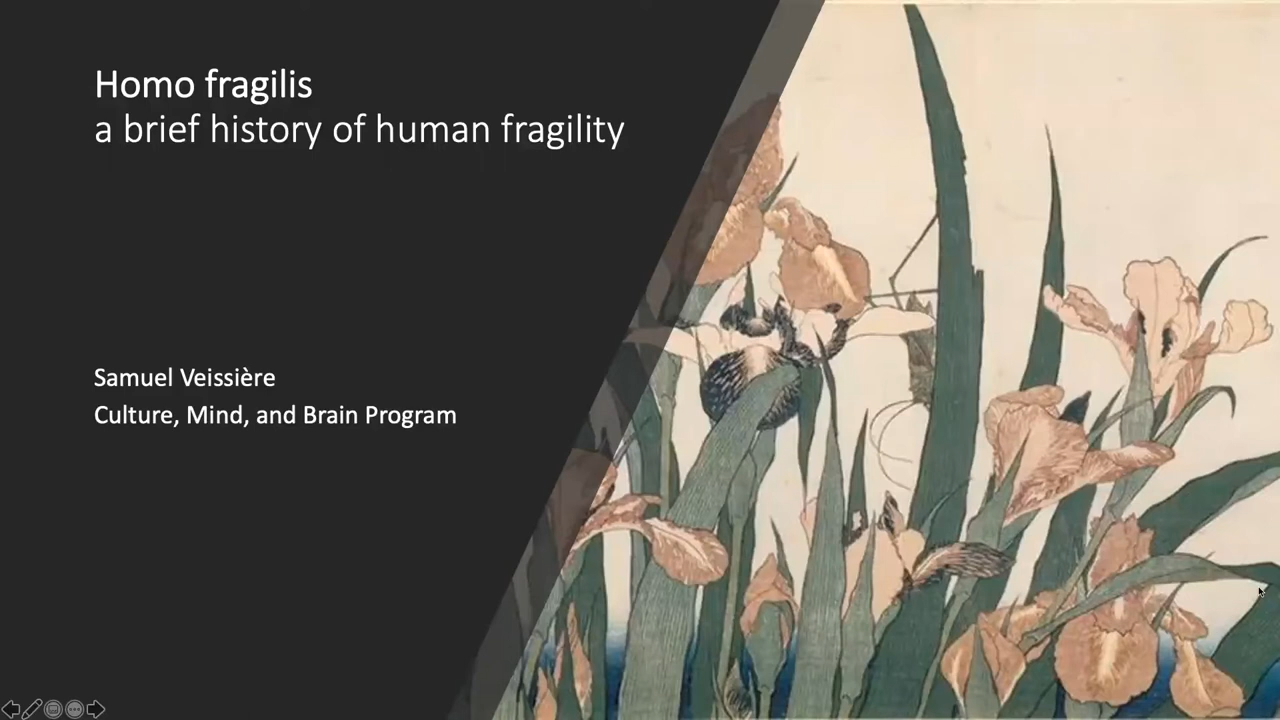 Homo fragilis
a brief history of human fragility
Samuel Veissière
Culture, Mind, and Brain Program